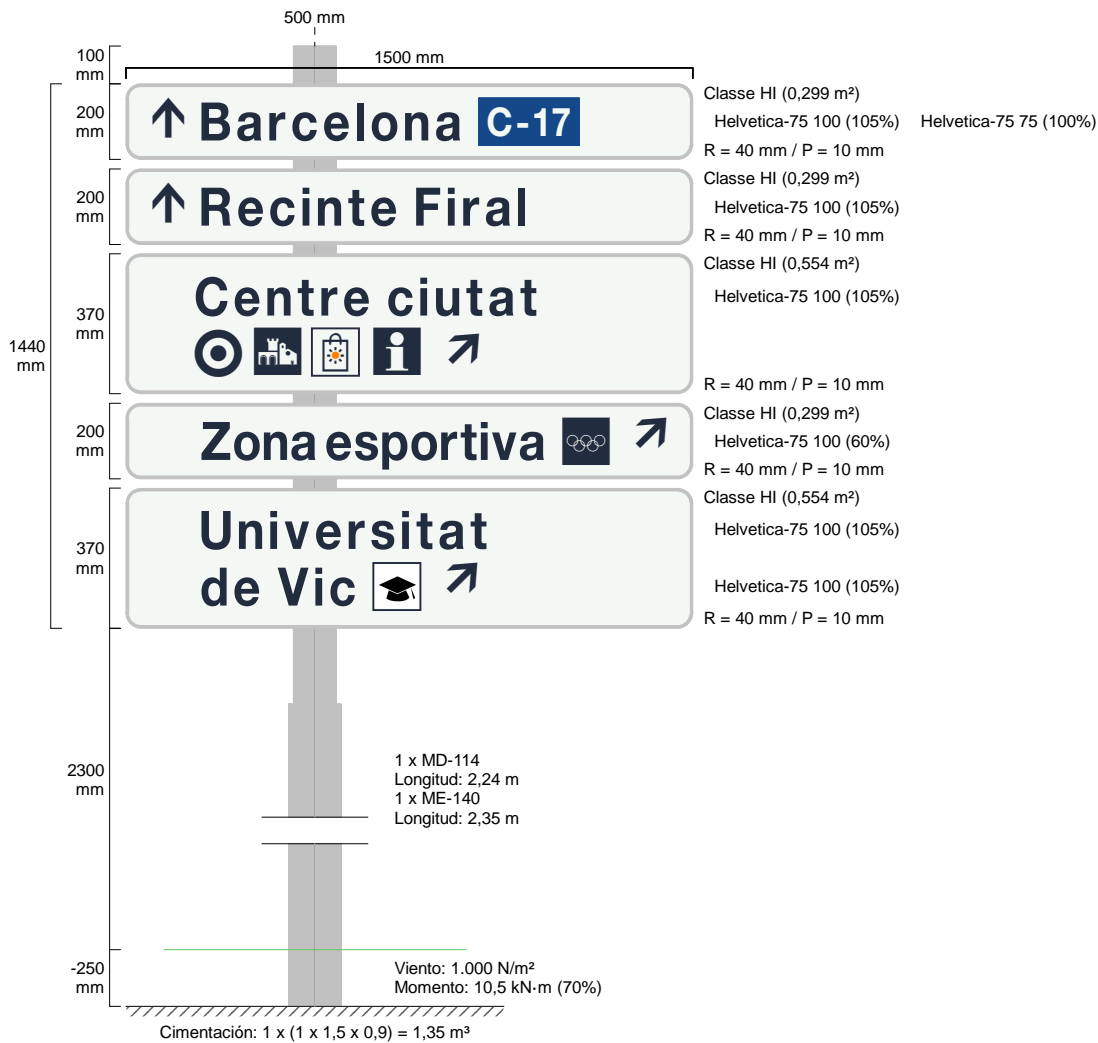 500 mm
100 mm
1500 mm
1440 mm
200 mm
Barcelona C-17
Classe HI (0,299 m²)
Helvetica-75 100 (105%) Helvetica-75 75 (100%)
R = 40 mm / P = 10 mm
200 mm
Recinte Firal
Classe HI (0,299 m²)
Helvetica-75 100 (105%)
R = 40 mm / P = 10 mm
370 mm
Centre ciutat
i
Classe HI (0,554 m²)
Helvetica-75 100 (105%)
R = 40 mm / P = 10 mm
200 mm
Zona esportiva
Classe HI (0,299 m²)
Helvetica-75 100 (60%)
R = 40 mm / P = 10 mm
370 mm
Universitat
de Vic
Classe HI (0,554 m²)
Helvetica-75 100 (105%)
Helvetica-75 100 (105%)
R = 40 mm / P = 10 mm
2300 mm
1 x MD-114
Longitud: 2,24 m
1 x ME-140
Longitud: 2,35 m
-250 mm
Viento: 1.000 N/m²
Momento: 10,5 kN·m (70%)
Cimentación: 1 x (1 x 1,5 x 0,9) = 1,35 m³